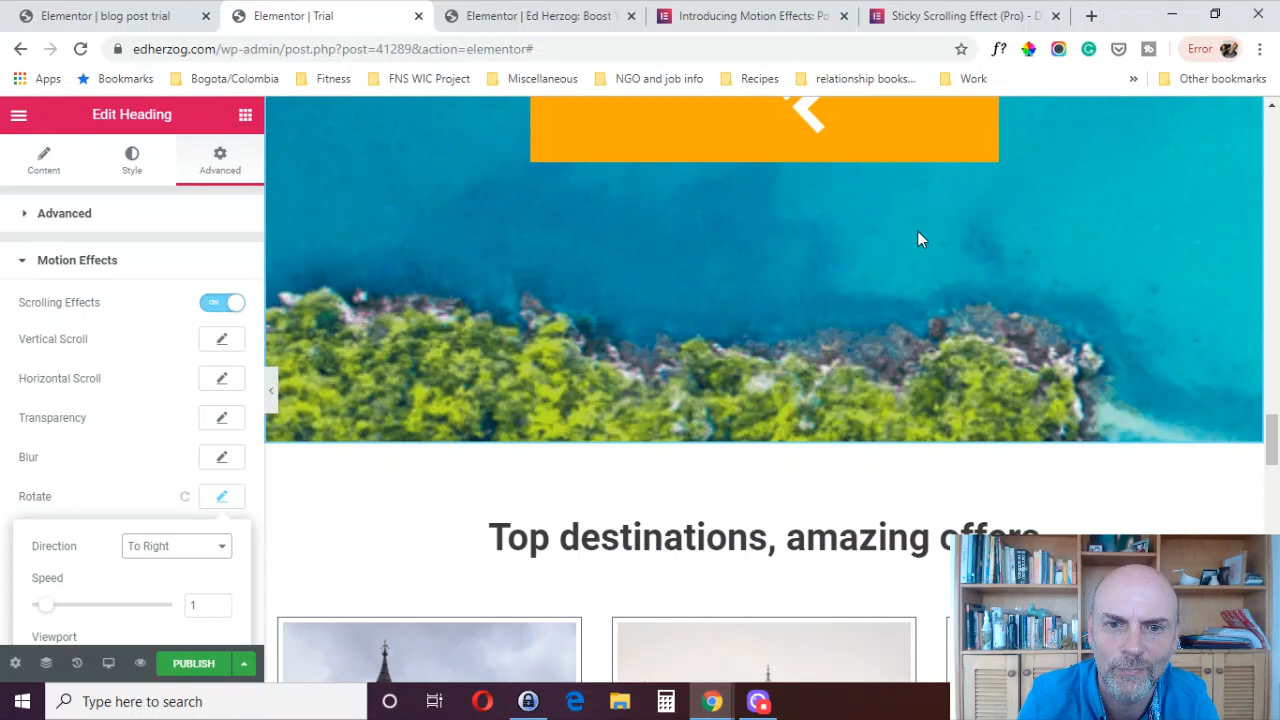 Elementor | blog post trial
Elementor | Trial
Elementor | Ed Herzog: Boost
Introducing Motion Effects: Po
Sticky Scrolling Effect (Pro) - D
edherzog.com/wp-admin/post.php?post=41289&action=elementor#
f?
Error
Apps
Bookmarks
Bogota/Colombia
Fitness
FNS WIC Project
Miscellaneous
NGO and job info
Recipes
relationship books...
Work
Other bookmarks
Edit Heading
Content
Style
Advanced
Advanced
Motion Effects
Scrolling Effects
ON
Vertical Scroll
Horizontal Scroll
Transparency
Blur
Rotate
Direction
To Right
Speed
1
Viewport
PUBLISH
Top destinations, amazing offers
Type here to search